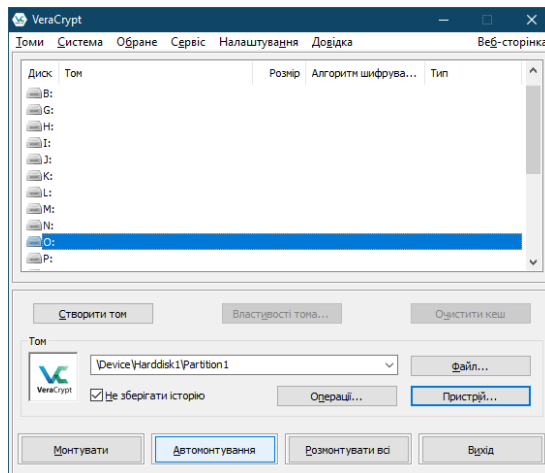 VeraCrypt
Томи Система Обране Сервіс Налаштування Довідка Веб-сторінка
Диск Том Розмір Алгоритм шифрува... Тип
B:
G:
H:
I:
J:
K:
L:
M:
N:
O:
P:
Створити том Властивості тома... Очистити кеш
Том
\Device\Harddisk1\Partition1 Файл...
VeraCrypt Не зберігати історію Операції... Пристрій...
Монтувати Автомонтування Розмонтувати всі Вихід